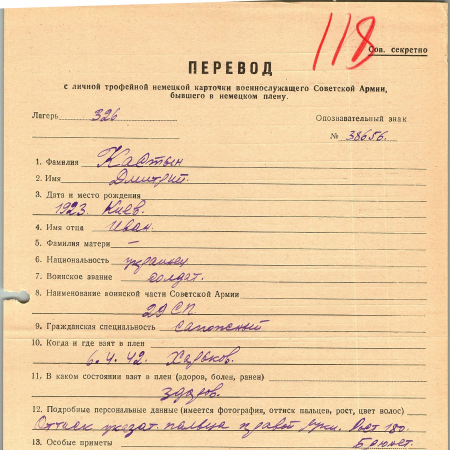 118
Сов. секретно
ПЕРЕВОД
с личной трофейной немецкой карточки военнослужащего Советской Армии,
бывшего в немецком плену.
Лагерь 326
Опознавательный знак
№ 38656.
1. Фамилия
2. Имя Дмитрий.
3. Дата и место рождения
1923. Киев.
4. Имя отца Иван.
5. Фамилия матери —
6. Национальность украинец
7. Воинское звание солдат.
8. Наименование воинской части Советской Армии
29 СП
9. Гражданская специальность сапожный
10. Когда и где взят в плен
6. 4. 42. Харьков.
11. В каком состоянии взят в плен (здоров, болен, ранен)
здоров.
12. Подробные персональные данные (имеется фотография, оттиск пальцев, рост, цвет волос)
Оттиск указат. пальца правой руки. Рост 180.
13. Особые приметы Брюнет.